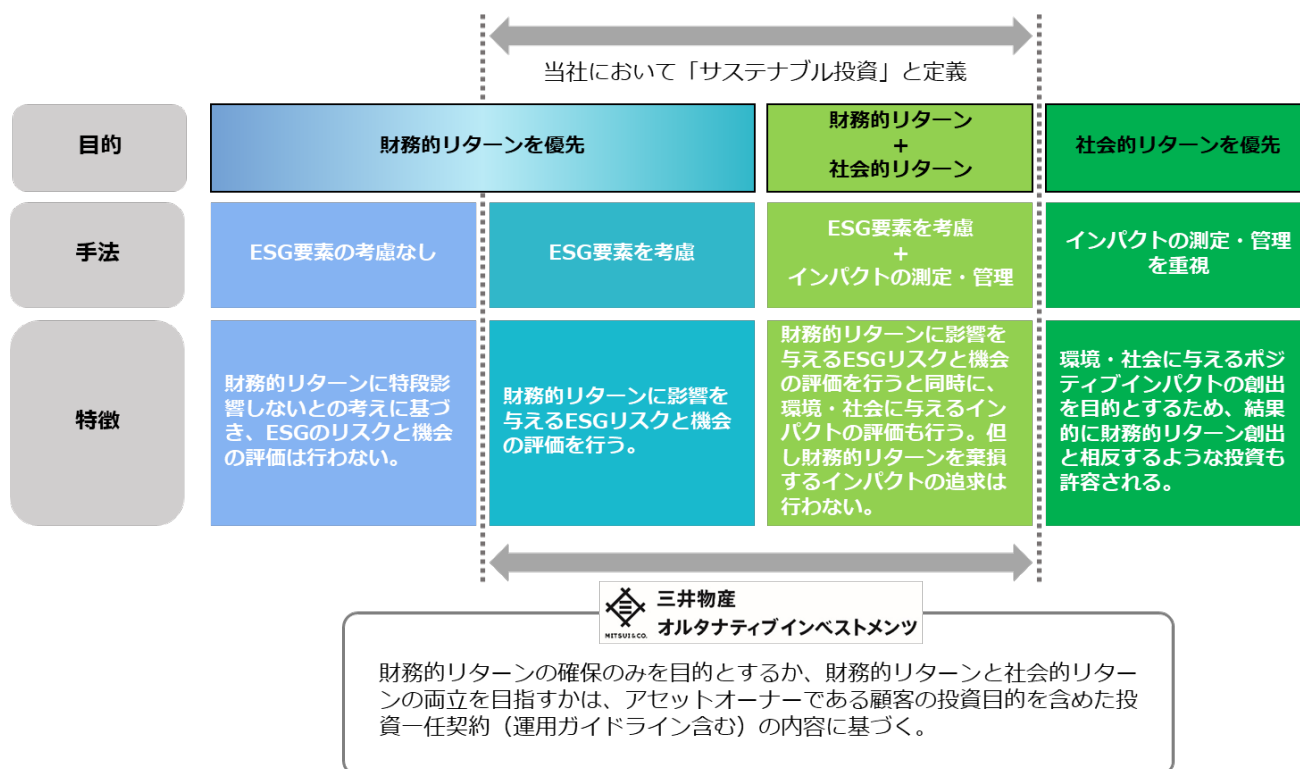 当社において「サステナブル投資」と定義
目的
財務的リターンを優先
財務的リターン
+
社会的リターン
社会的リターンを優先
手法
ESG要素の考慮なし
ESG要素を考慮
ESG要素を考慮
+
インパクトの測定・管理
インパクトの測定・管理
を重視
特徴
財務的リターンに特段影
響しないとの考えに基づ
き、ESGのリスクと機会
の評価は行わない。
財務的リターンに影響を
与えるESGリスクと機会
の評価を行う。
財務的リターンに影響を
与えるESGリスクと機会
の評価を行うと同時に、
環境・社会に与えるイン
パクトの評価も行う。但
し財務的リターンを棄損
するインパクトの追求は
行わない。
環境・社会に与えるポジ
ティブインパクトの創出
を目的とするため、結果
的に財務的リターン創出
と相反するような投資も
許容される。
三井物産
オルタナティブインベストメンツ
MITSUI&CO.
財務的リターンの確保のみを目的とするか、財務的リターンと社会的リター
ンの両立を目指すかは、アセットオーナーである顧客の投資目的を含めた投
資一任契約（運用ガイドライン含む）の内容に基づく。